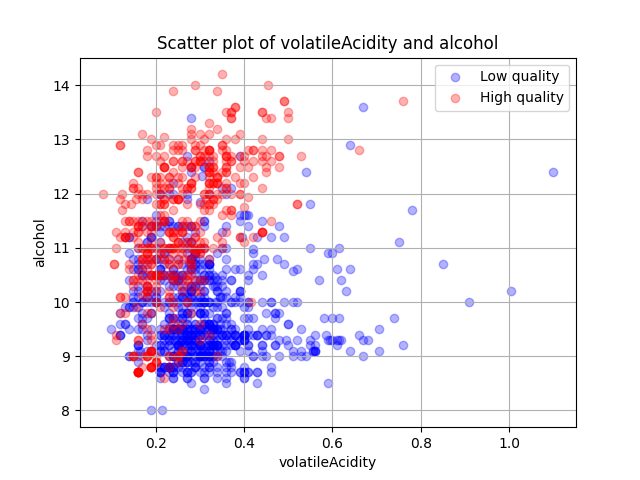 Scatter plot of volatileAcidity and alcohol
Low quality
High quality
14
13
12
11
10
9
8
alcohol
0.2 0.4 0.6 0.8 1.0
volatileAcidity